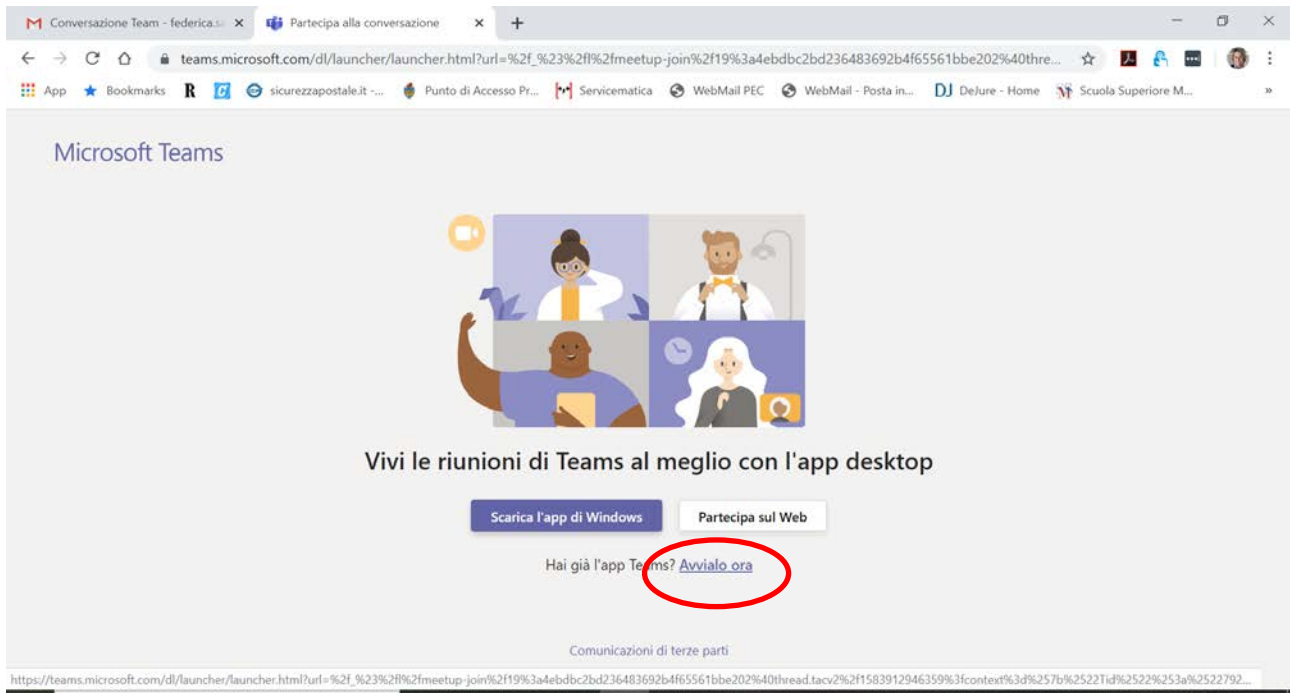 Conversazione Team - federica.s
Partecipa alla conversazione
teams.microsoft.com/dl/launcher/launcher.html?url=%2f_%23%2fl%2fmeetup-join%2f19%3a4ebdbc2bd236483692b4f65561bbe202%40thre...
App Bookmarks R sicurezzapostale.it -... Punto di Accesso Pr... Servicematica WebMail PEC WebMail - Posta in... DJ DeJure - Home Scuola Superiore M... »
Microsoft Teams
Vivi le riunioni di Teams al meglio con l'app desktop
Scarica l'app di Windows Partecipa sul Web
Hai già l'app Teams? Avvialo ora
Comunicazioni di terze parti
https://teams.microsoft.com/dl/launcher/launcher.html?url=%2f_%23%2fl%2fmeetup-join%2f19%3a4ebdbc2bd236483692b4f65561bbe202%40thread.tacv2%2f1583912946359%3fcontext%3d%257b%2522Tid%2522%253a%2522792...